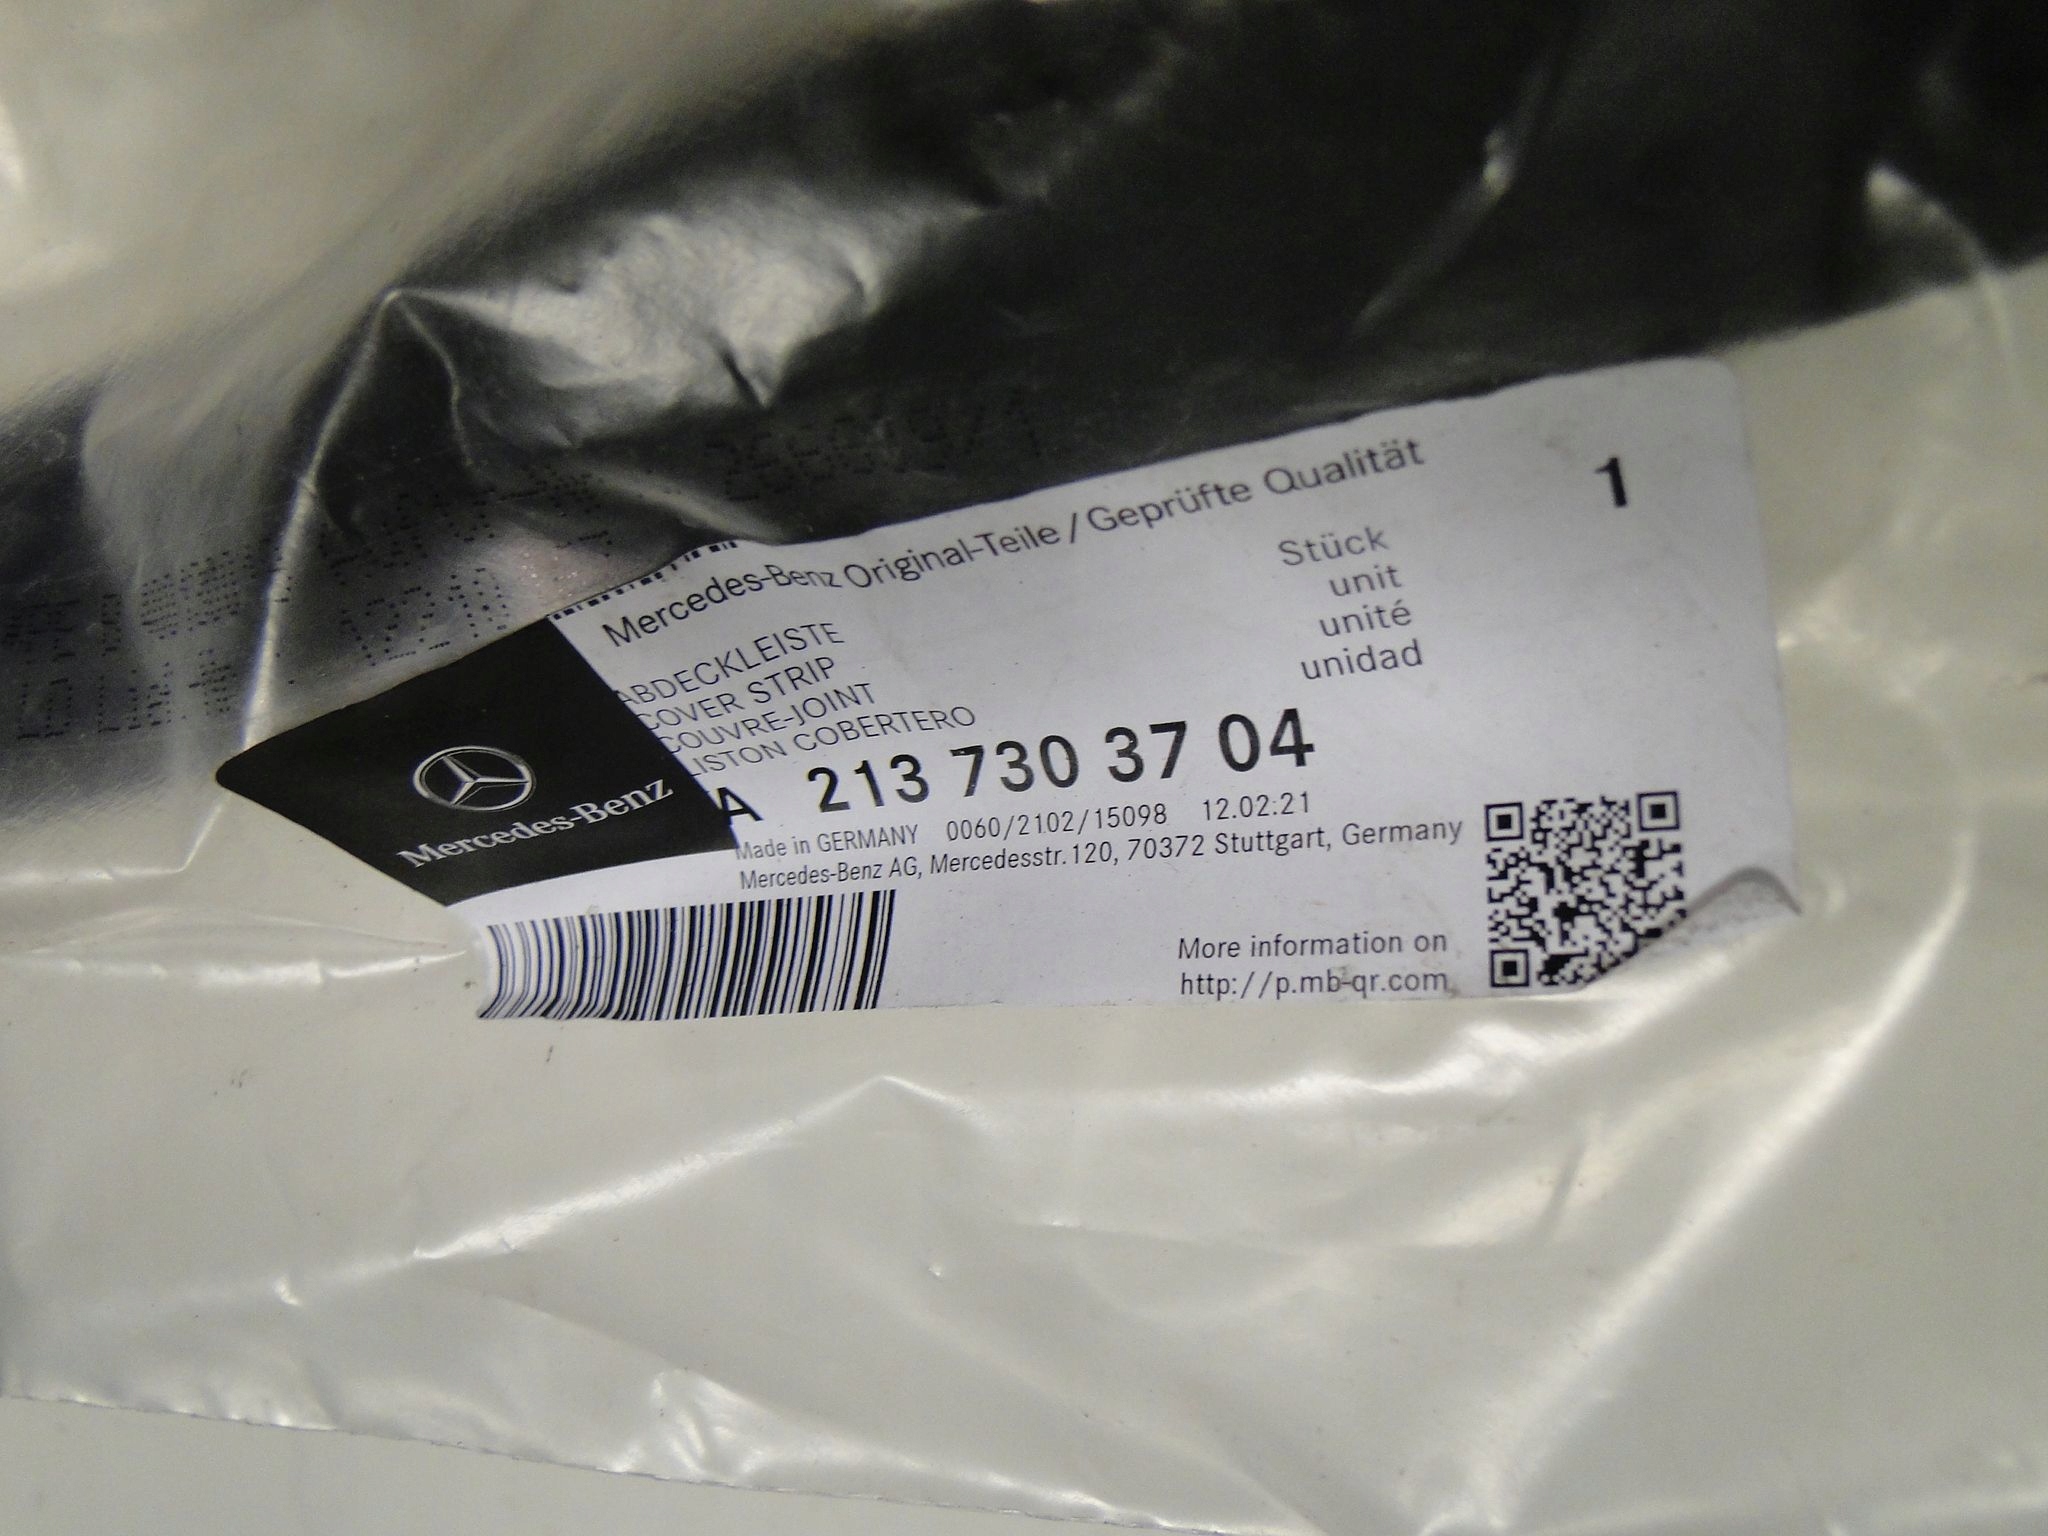 Mercedes-Benz Original-Teile / Geprüfte Qualität
1
Stück
unit
unité
unidad
ABDECKLEISTE
COVER STRIP
COUVRE-JOINT
LISTON COBERTERO
A 213 730 37 04
Made in GERMANY 0060/2102/15098 12.02.21
Mercedes-Benz AG, Mercedesstr. 120, 70372 Stuttgart, Germany
Mercedes-Benz
More information on
http://p.mb-qr.com